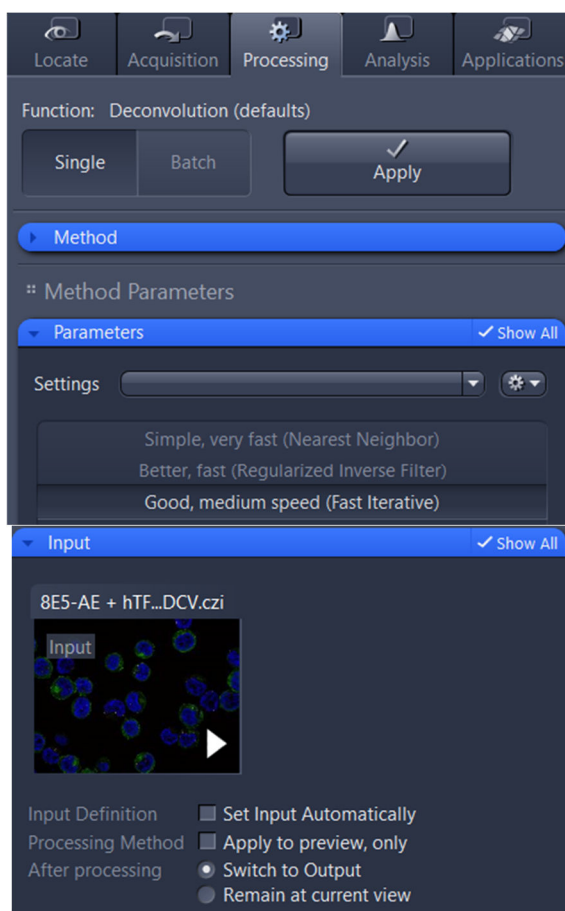 Locate Acquisition Processing Analysis Applications
Function: Deconvolution (defaults)
Single Batch Apply
Method
Method Parameters
Parameters Show All
Settings
Simple, very fast (Nearest Neighbor)
Better, fast (Regularized Inverse Filter)
Good, medium speed (Fast Iterative)
Input Show All
8E5-AE + hTF...DCV.czi
Input
Input Definition Set Input Automatically
Processing Method Apply to preview, only
After processing Switch to Output
Remain at current view